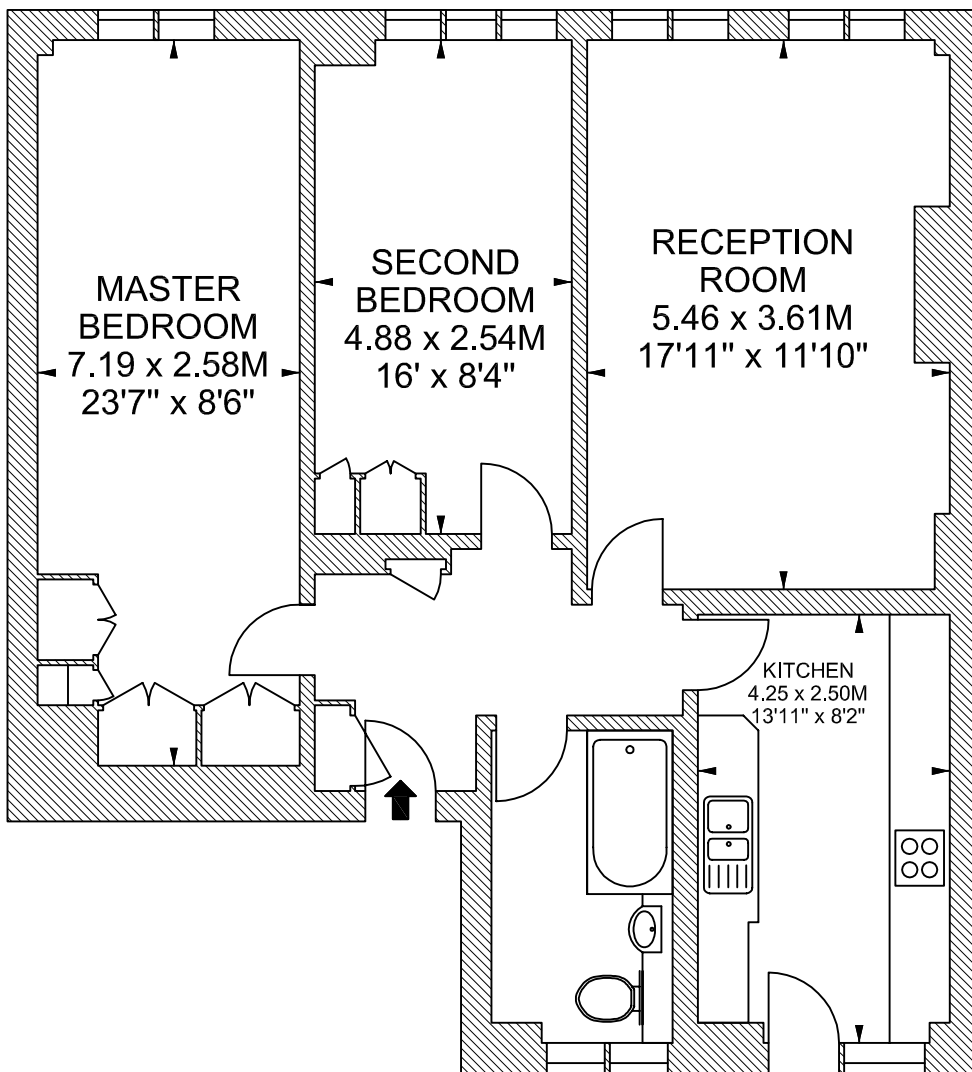 MASTER
BEDROOM
7.19 x 2.58M
23'7" x 8'6"
SECOND
BEDROOM
4.88 x 2.54M
16' x 8'4"
RECEPTION
ROOM
5.46 x 3.61M
17'11" x 11'10"
KITCHEN
4.25 x 2.50M
13'11" x 8'2"